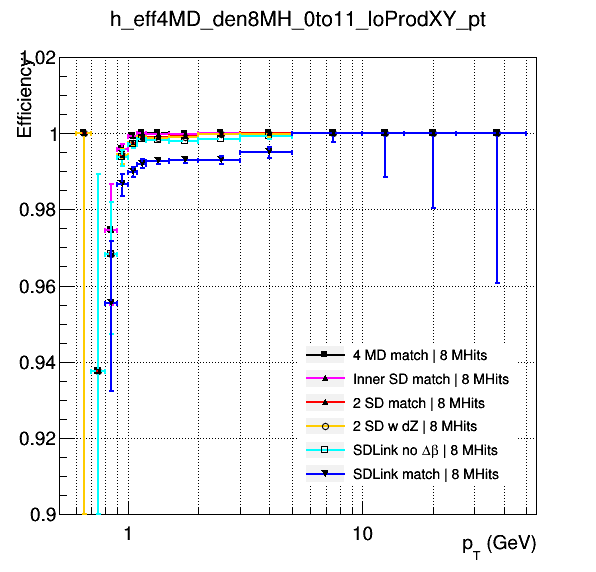 h_eff4MD_den8MH_0to11_loProdXY_pt
Efficiency
1.02
1
0.98
0.96
0.94
0.92
0.9
4 MD match | 8 MHits
Inner SD match | 8 MHits
2 SD match | 8 MHits
2 SD w dZ | 8 MHits
SDLink no Δβ | 8 MHits
SDLink match | 8 MHits
1
10
p_T (GeV)